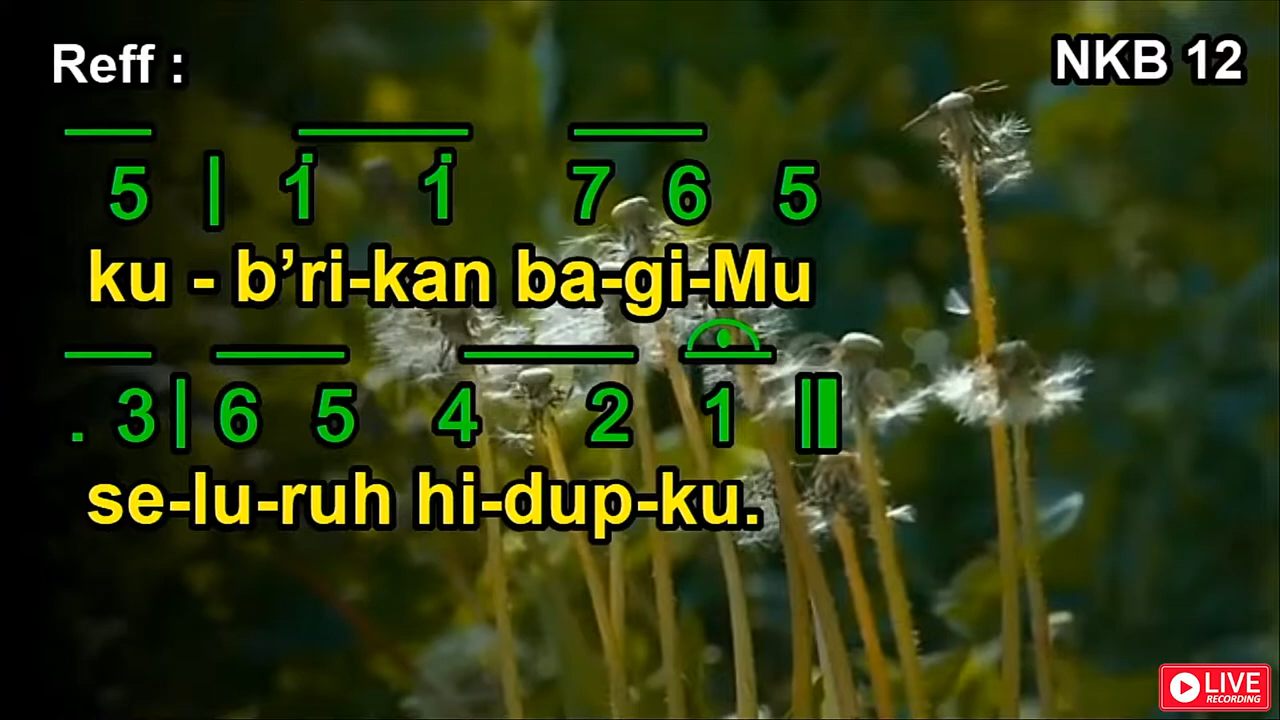 Reff :
NKB 12
5 | 1̇ 1̇ 7 6 5
ku - b’ri-kan ba-gi-Mu
. 3 | 6 5 4 2 1 ||
se-lu-ruh hi-dup-ku.
LIVE
RECORDING